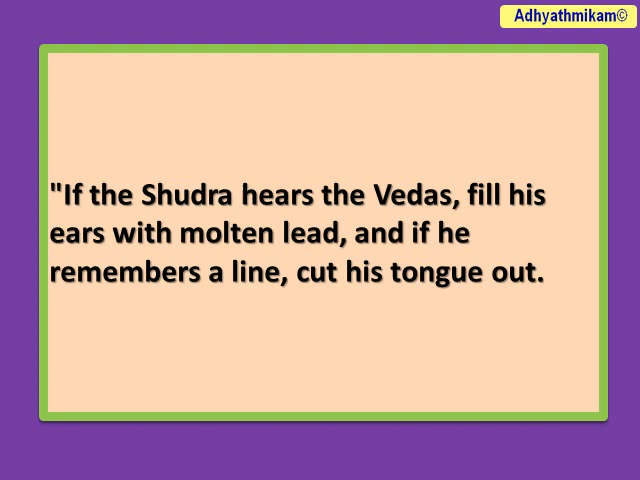 Adhyathmikam©
"If the Shudra hears the Vedas, fill his
ears with molten lead, and if he
remembers a line, cut his tongue out.